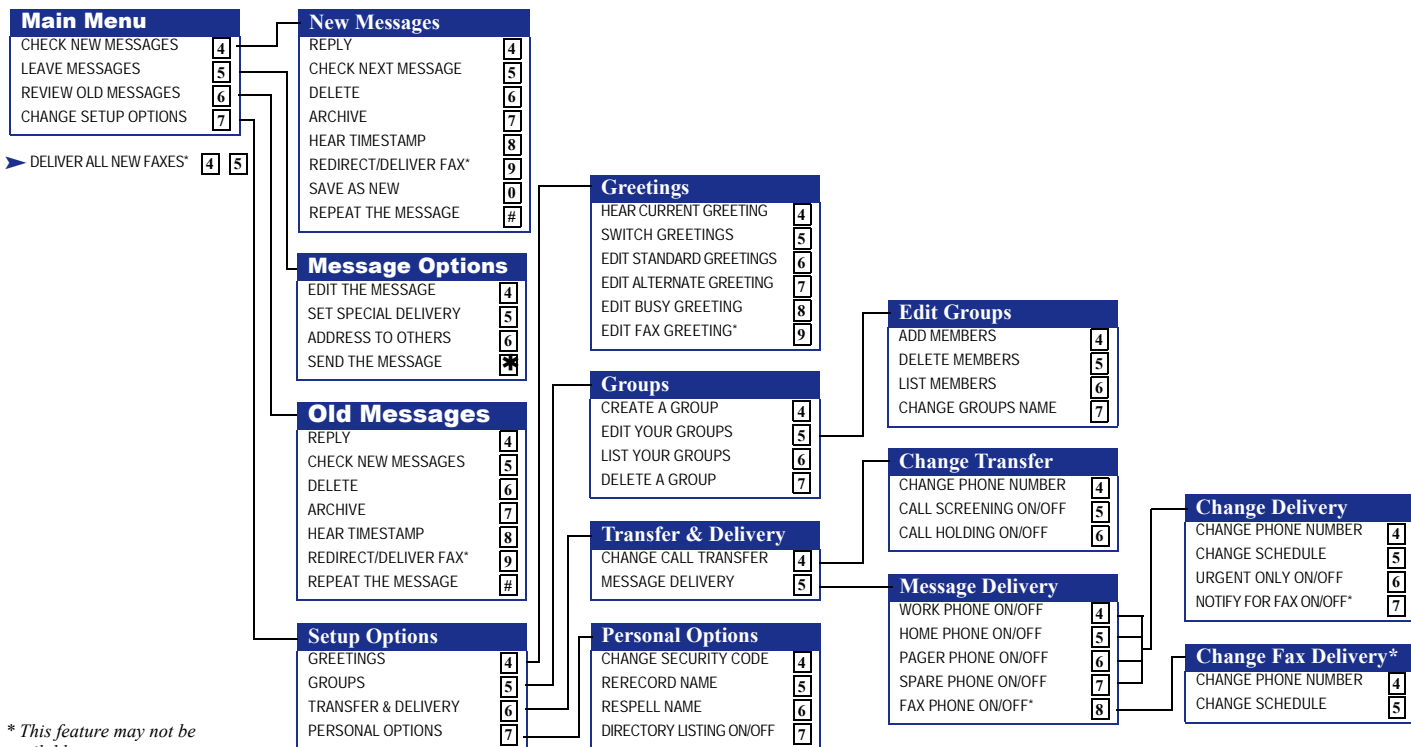 Main Menu
CHECK NEW MESSAGES 4
LEAVE MESSAGES 5
REVIEW OLD MESSAGES 6
CHANGE SETUP OPTIONS 7
DELIVER ALL NEW FAXES* 4 5
New Messages
REPLY 4
CHECK NEXT MESSAGE 5
DELETE 6
ARCHIVE 7
HEAR TIMESTAMP 8
REDIRECT/DELIVER FAX* 9
SAVE AS NEW 0
REPEAT THE MESSAGE #
Message Options
EDIT THE MESSAGE 4
SET SPECIAL DELIVERY 5
ADDRESS TO OTHERS 6
SEND THE MESSAGE *
Old Messages
REPLY 4
CHECK NEW MESSAGES 5
DELETE 6
ARCHIVE 7
HEAR TIMESTAMP 8
REDIRECT/DELIVER FAX* 9
REPEAT THE MESSAGE #
Setup Options
GREETINGS 4
GROUPS 5
TRANSFER & DELIVERY 6
PERSONAL OPTIONS 7
Greetings
HEAR CURRENT GREETING 4
SWITCH GREETINGS 5
EDIT STANDARD GREETINGS 6
EDIT ALTERNATE GREETING 7
EDIT BUSY GREETING 8
EDIT FAX GREETING* 9
Groups
CREATE A GROUP 4
EDIT YOUR GROUPS 5
LIST YOUR GROUPS 6
DELETE A GROUP 7
Transfer & Delivery
CHANGE CALL TRANSFER 4
MESSAGE DELIVERY 5
Personal Options
CHANGE SECURITY CODE 4
RERECORD NAME 5
RESPELL NAME 6
DIRECTORY LISTING ON/OFF 7
Edit Groups
ADD MEMBERS 4
DELETE MEMBERS 5
LIST MEMBERS 6
CHANGE GROUPS NAME 7
Change Transfer
CHANGE PHONE NUMBER 4
CALL SCREENING ON/OFF 5
CALL HOLDING ON/OFF 6
Message Delivery
WORK PHONE ON/OFF 4
HOME PHONE ON/OFF 5
PAGER PHONE ON/OFF 6
SPARE PHONE ON/OFF 7
FAX PHONE ON/OFF* 8
Change Delivery
CHANGE PHONE NUMBER 4
CHANGE SCHEDULE 5
URGENT ONLY ON/OFF 6
NOTIFY FOR FAX ON/OFF* 7
Change Fax Delivery*
CHANGE PHONE NUMBER 4
CHANGE SCHEDULE 5
* This feature may not be